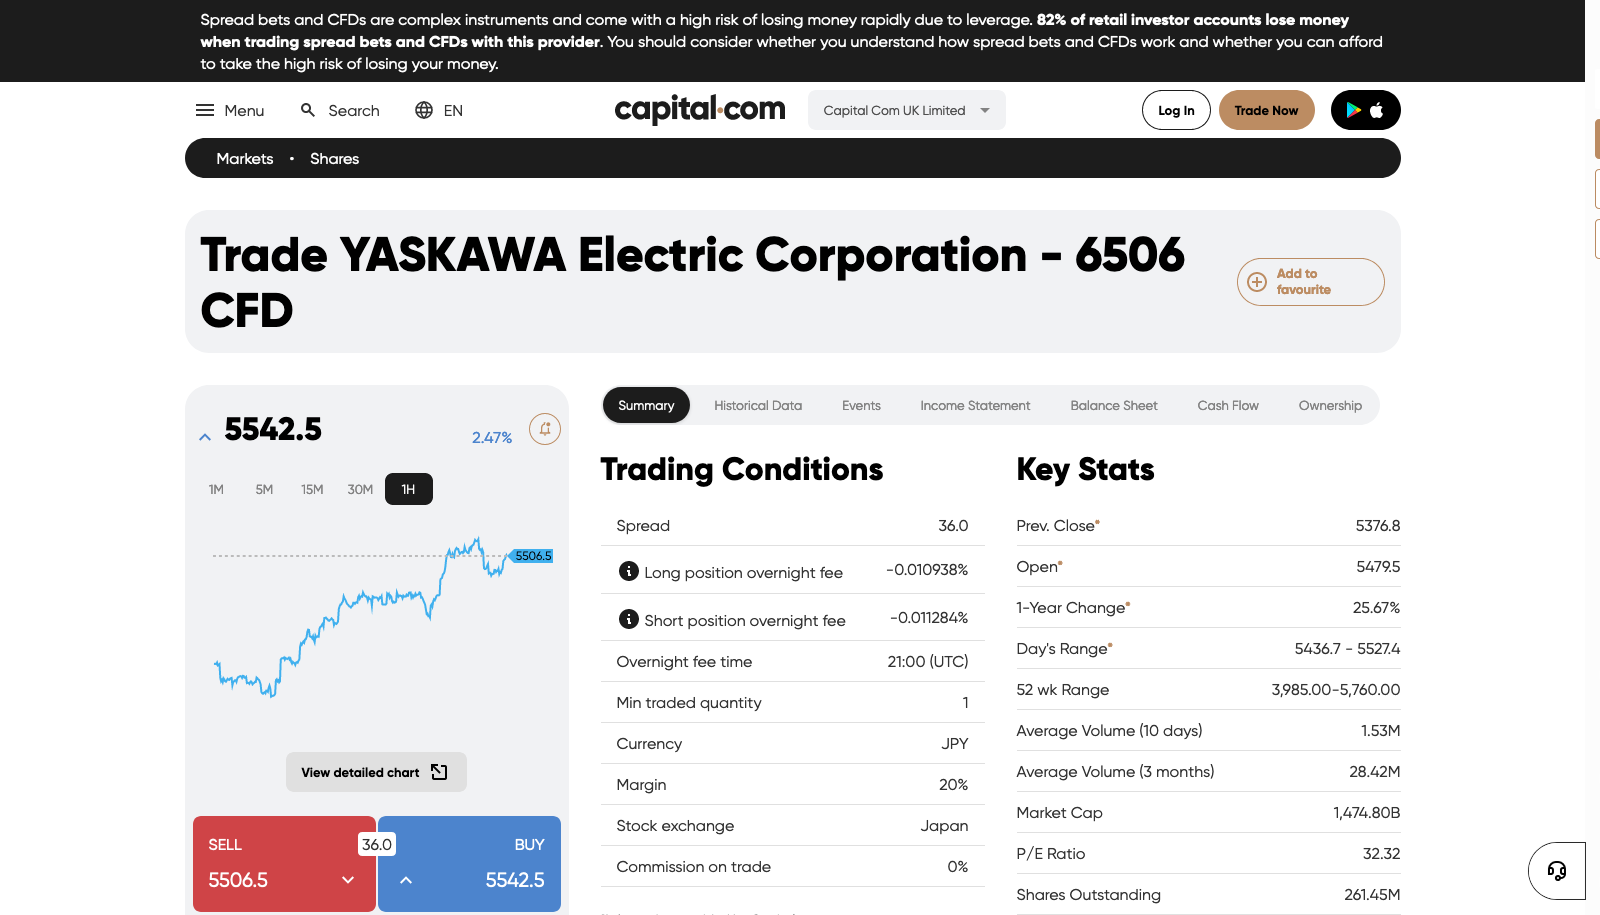 Spread bets and CFDs are complex instruments and come with a high risk of losing money rapidly due to leverage. 82% of retail investor accounts lose money
when trading spread bets and CFDs with this provider. You should consider whether you understand how spread bets and CFDs work and whether you can afford
to take the high risk of losing your money.
Menu Search EN capital.com Capital Com UK Limited Log In Trade Now
Markets • Shares
Trade YASKAWA Electric Corporation - 6506
CFD
Add to
favourite
5542.5 2.47%
1M 5M 15M 30M 1H
5506.5
View detailed chart
SELL 36.0 BUY
5506.5 5542.5
Summary Historical Data Events Income Statement Balance Sheet Cash Flow Ownership
Trading Conditions
Spread 36.0
Long position overnight fee -0.010938%
Short position overnight fee -0.011284%
Overnight fee time 21:00 (UTC)
Min traded quantity 1
Currency JPY
Margin 20%
Stock exchange Japan
Commission on trade 0%
Key Stats
Prev. Close* 5376.8
Open* 5479.5
1-Year Change* 25.67%
Day's Range* 5436.7 - 5527.4
52 wk Range 3,985.00-5,760.00
Average Volume (10 days) 1.53M
Average Volume (3 months) 28.42M
Market Cap 1,474.80B
P/E Ratio 32.32
Shares Outstanding 261.45M